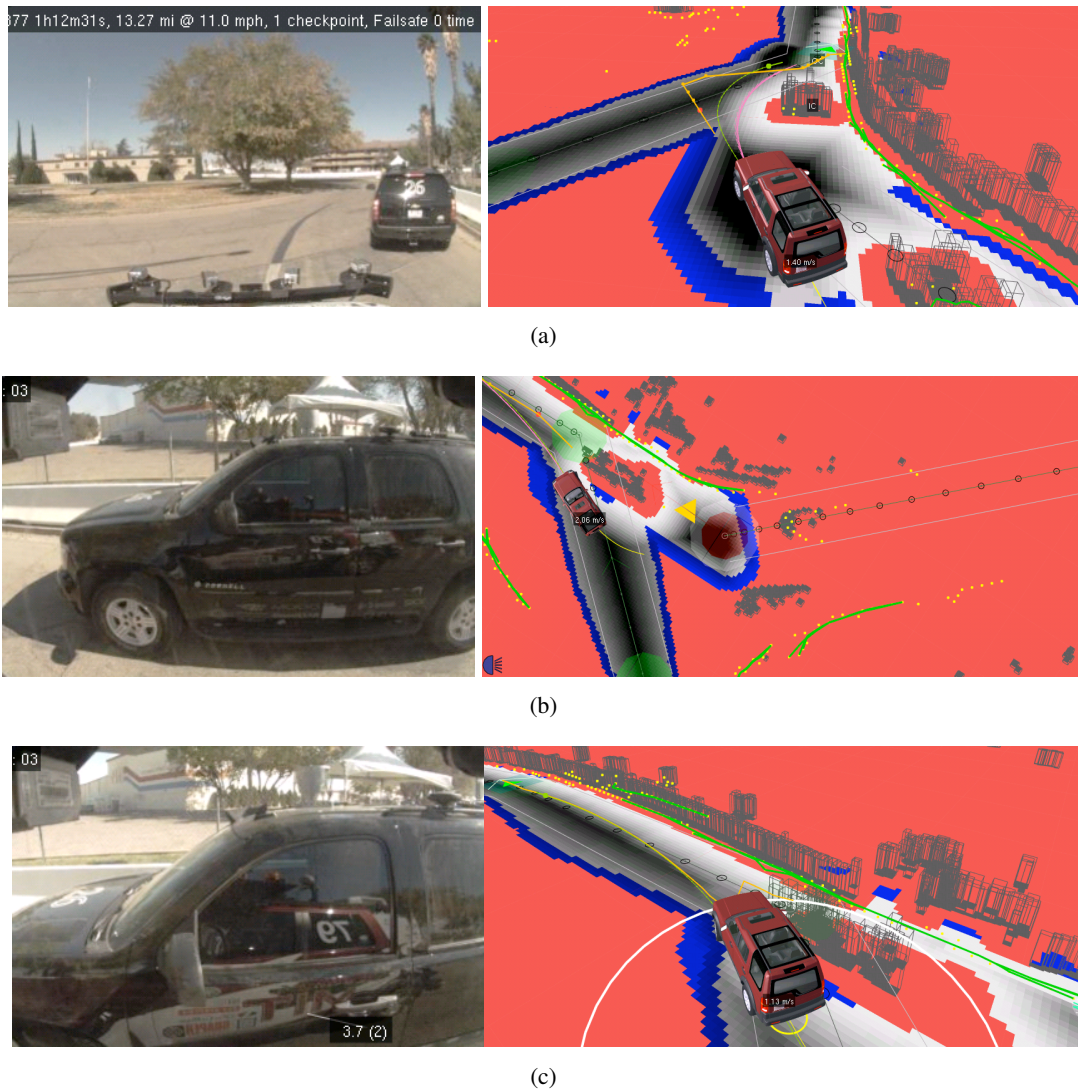 377 1h12m31s, 13.27 mi @ 11.0 mph, 1 checkpoint, Failsafe 0 time
26
IC
1.40 m/s
(a)
: 03
CORNELL
2.06 m/s
(b)
: 03
79
3.7 (2)
1.13 m/s
(c)